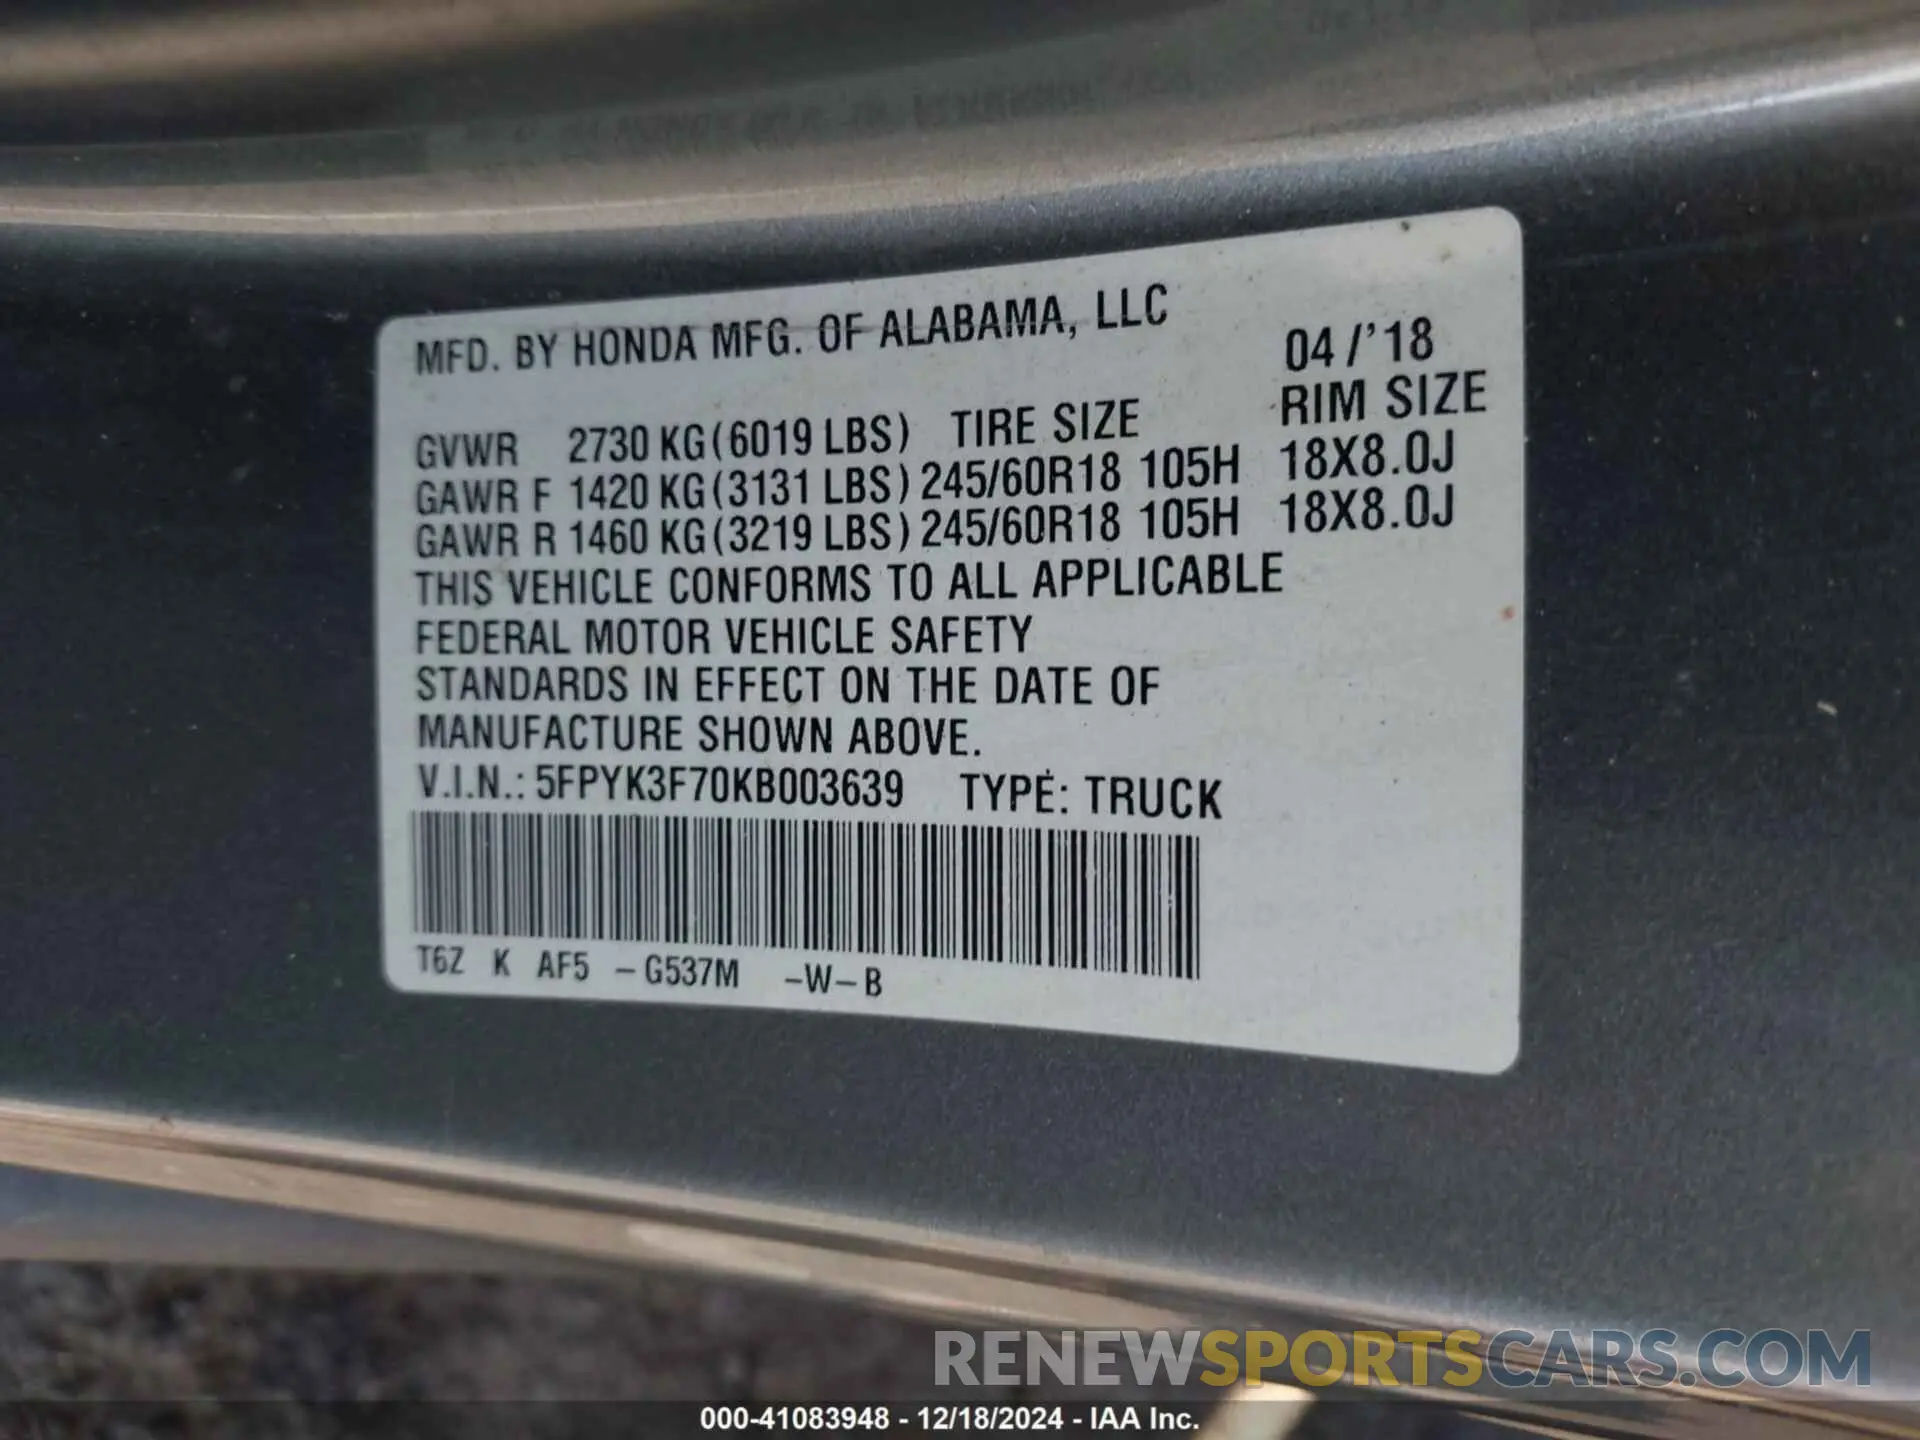 MFD. BY HONDA MFG. OF ALABAMA, LLC 04/'18
GVWR 2730 KG (6019 LBS) TIRE SIZE RIM SIZE
GAWR F 1420 KG (3131 LBS) 245/60R18 105H 18X8.0J
GAWR R 1460 KG (3219 LBS) 245/60R18 105H 18X8.0J
THIS VEHICLE CONFORMS TO ALL APPLICABLE
FEDERAL MOTOR VEHICLE SAFETY
STANDARDS IN EFFECT ON THE DATE OF
MANUFACTURE SHOWN ABOVE.
V.I.N.: 5FPYK3F70KB003639 TYPE: TRUCK
T6Z K AF5 -G537M -W-B
RENEWSPORTSCARS.COM
000-41083948 - 12/18/2024 - IAA Inc.